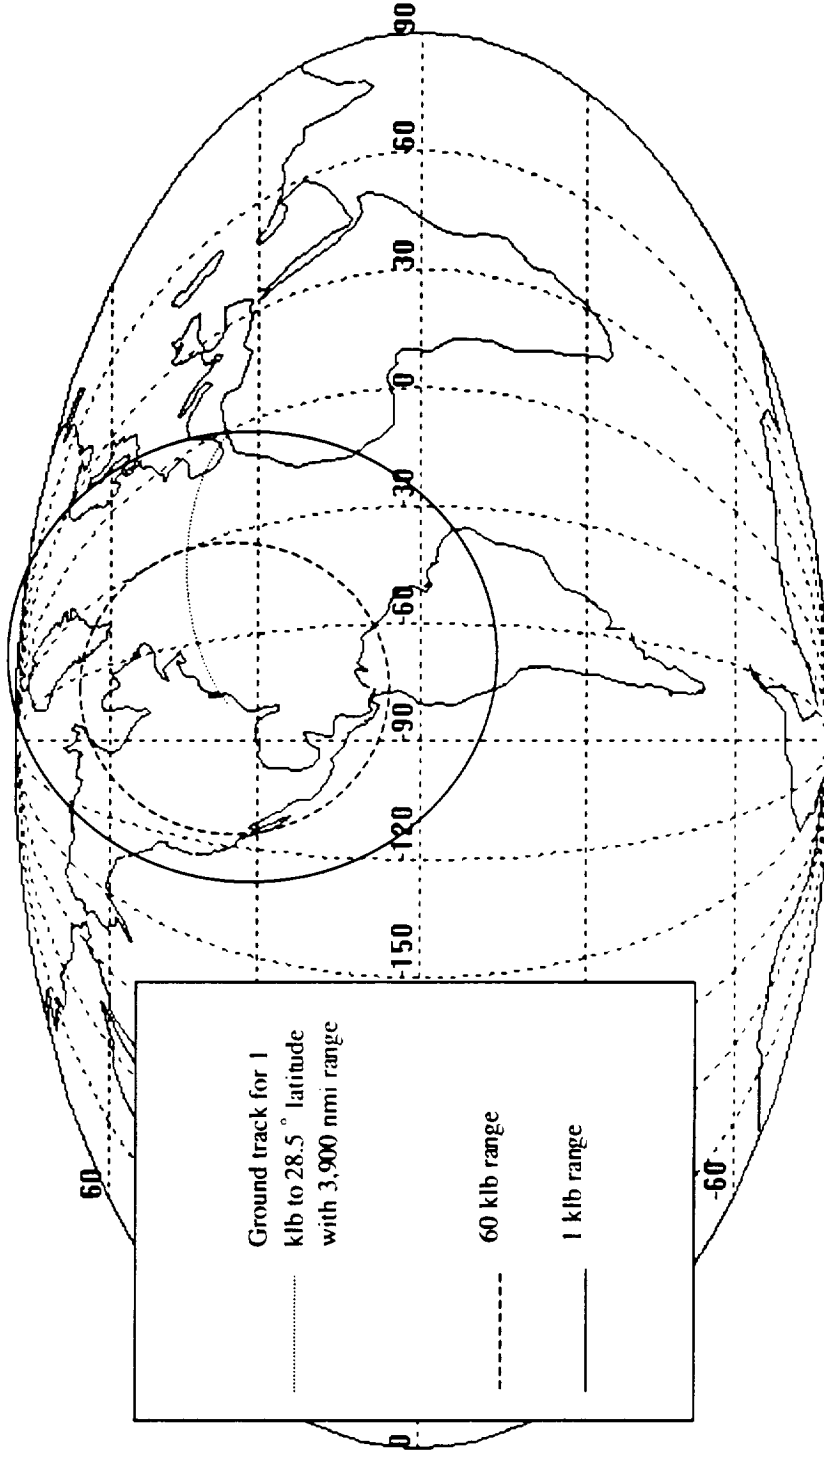 60
0
-150
-120
-90
-60
-30
0
30
60
90
-60
Ground track for 1
klb to 28.5° latitude
with 3,900 nmi range
60 klb range
1 klb range